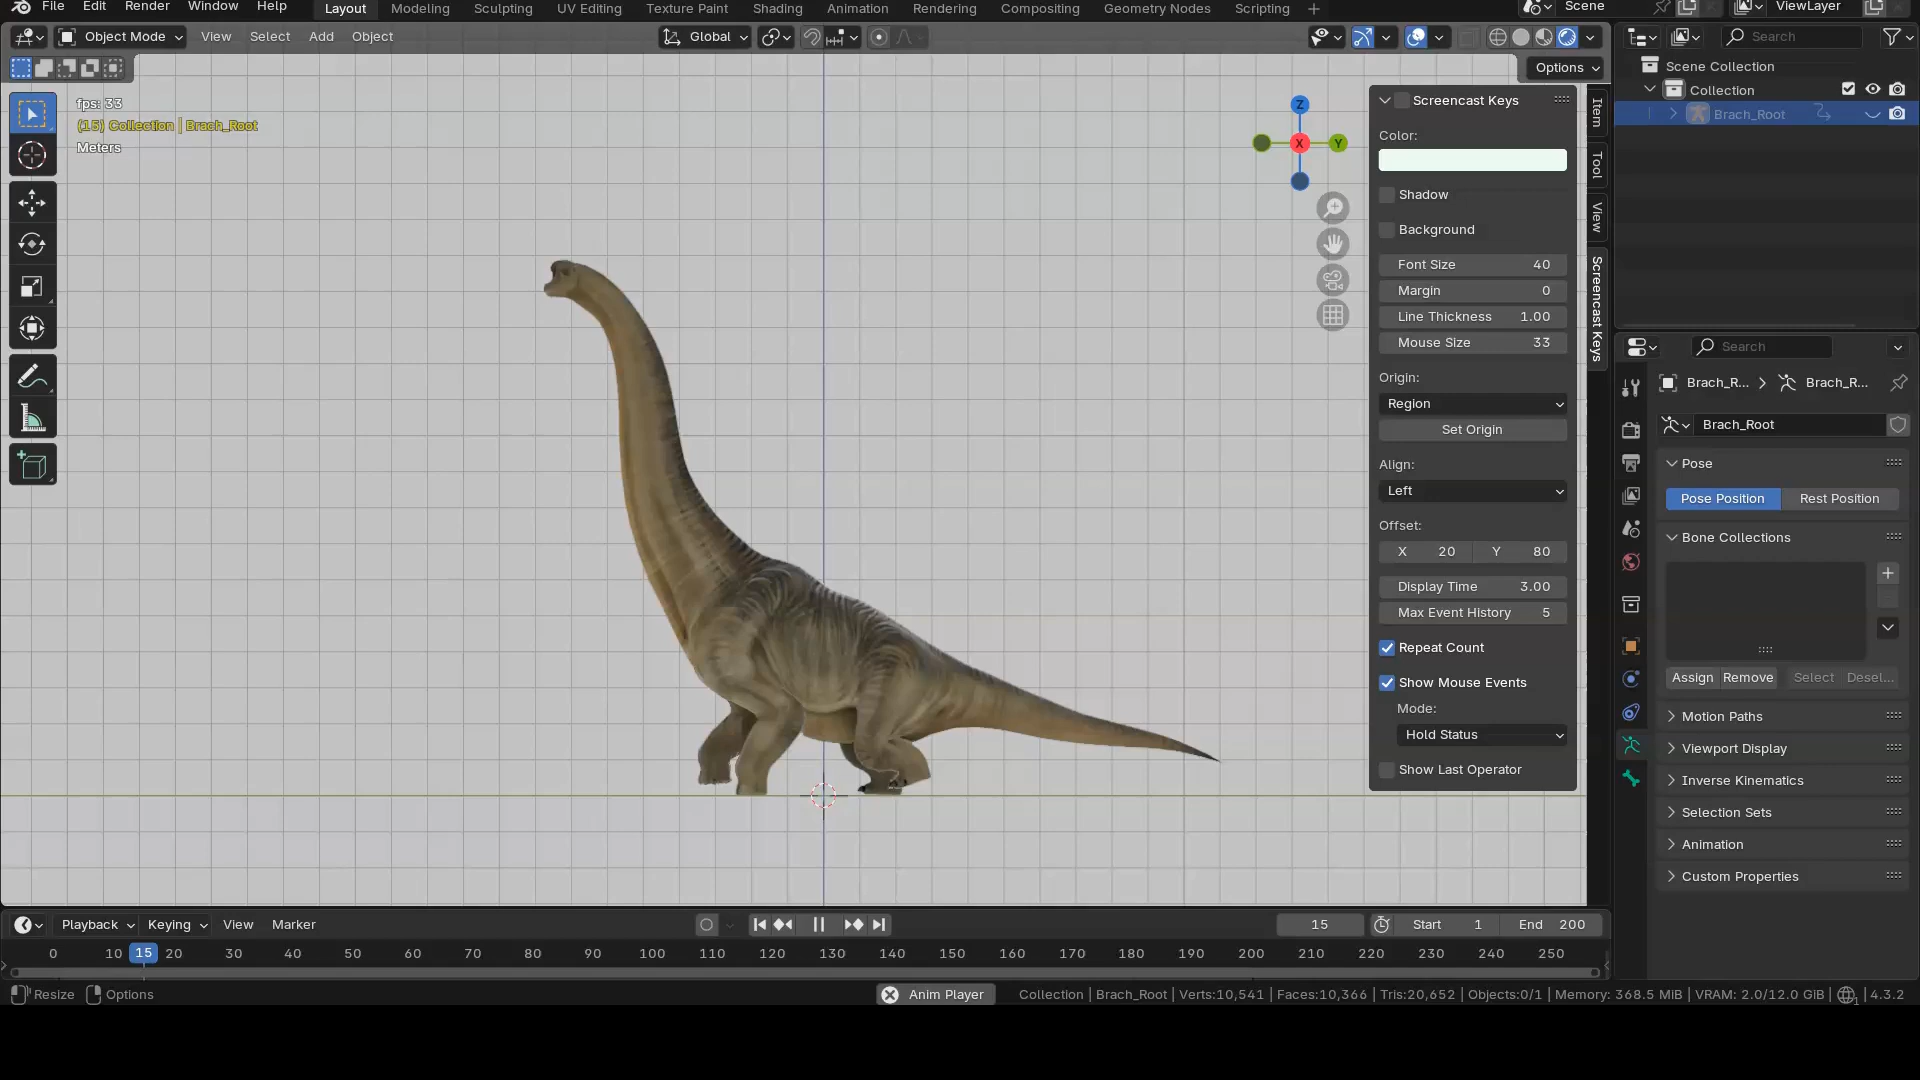 File Edit Render Window Help Layout Modeling Sculpting UV Editing Texture Paint Shading Animation Rendering Compositing Geometry Nodes Scripting + Scene ViewLayer
Object Mode View Select Add Object Global Search
Options
Scene Collection
Collection
Brach_Root
fps: 33
(15) Collection | Brach_Root
Meters
Z
X
Y
Screencast Keys
Color:
Shadow
Background
Font Size 40
Margin 0
Line Thickness 1.00
Mouse Size 33
Origin:
Region
Set Origin
Align:
Left
Offset:
X 20 Y 80
Display Time 3.00
Max Event History 5
Repeat Count
Show Mouse Events
Mode:
Hold Status
Show Last Operator
Item
Tool
View
Screencast Keys
Search
Brach_R... Brach_R...
Brach_Root
Pose
Pose Position Rest Position
Bone Collections
Assign Remove Select Desel...
Motion Paths
Viewport Display
Inverse Kinematics
Selection Sets
Animation
Custom Properties
Playback Keying View Marker 15 Start 1 End 200
0 10 15 20 30 40 50 60 70 80 90 100 110 120 130 140 150 160 170 180 190 200 210 220 230 240 250
Resize Options Anim Player Collection | Brach_Root | Verts:10,541 | Faces:10,366 | Tris:20,652 | Objects:0/1 | Memory: 368.5 MiB | VRAM: 2.0/12.0 GiB | 4.3.2